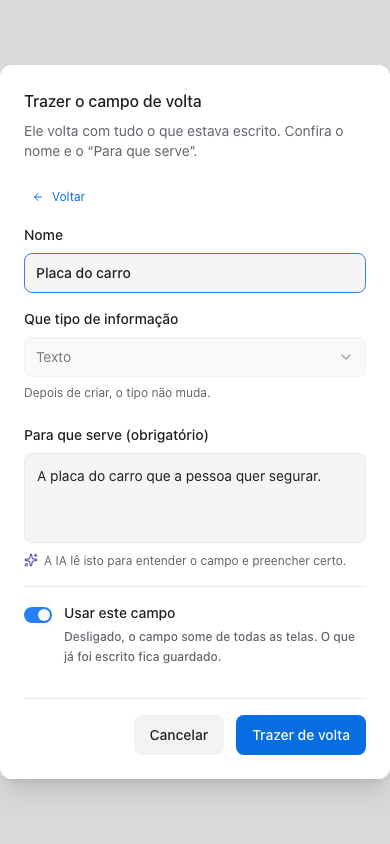 Trazer o campo de volta
Ele volta com tudo o que estava escrito. Confira o
nome e o “Para que serve”.
Voltar
Nome
Placa do carro
Que tipo de informação
Texto
Depois de criar, o tipo não muda.
Para que serve (obrigatório)
A placa do carro que a pessoa quer segurar.
A IA lê isto para entender o campo e preencher certo.
Usar este campo
Desligado, o campo some de todas as telas. O que
já foi escrito fica guardado.
Cancelar
Trazer de volta